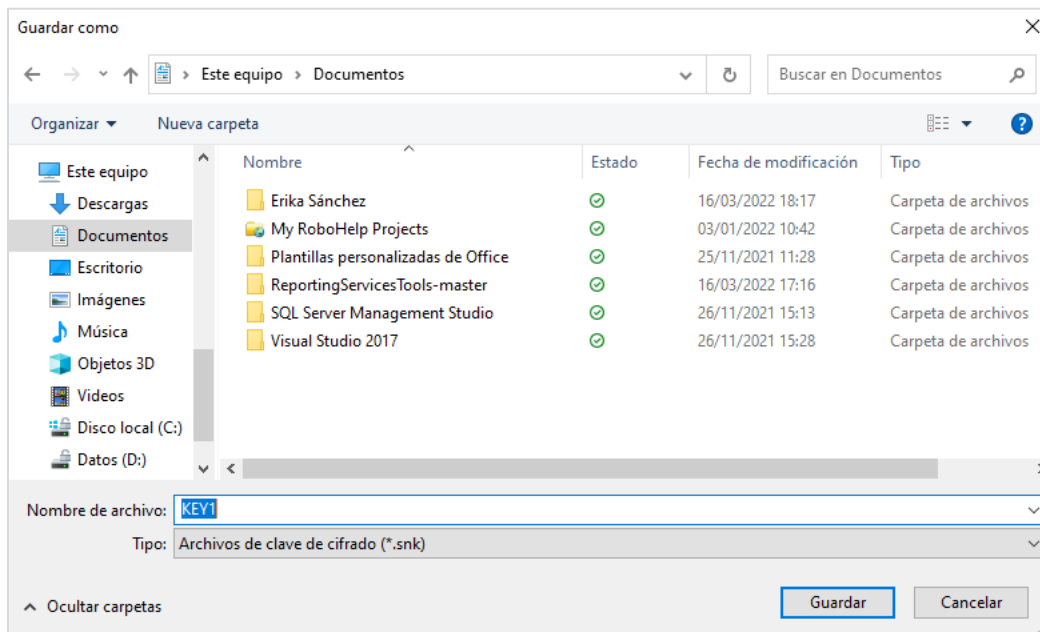 Guardar como
Este equipo > Documentos
Buscar en Documentos
Organizar
Nueva carpeta
Este equipo
Descargas
Documentos
Escritorio
Imágenes
Música
Objetos 3D
Videos
Disco local (C:)
Datos (D:)
Nombre Estado Fecha de modificación Tipo
Erika Sánchez 16/03/2022 18:17 Carpeta de archivos
My RoboHelp Projects 03/01/2022 10:42 Carpeta de archivos
Plantillas personalizadas de Office 25/11/2021 11:28 Carpeta de archivos
ReportingServicesTools-master 16/03/2022 17:16 Carpeta de archivos
SQL Server Management Studio 26/11/2021 15:13 Carpeta de archivos
Visual Studio 2017 26/11/2021 15:28 Carpeta de archivos
Nombre de archivo: KEY1
Tipo: Archivos de clave de cifrado (*.snk)
Ocultar carpetas
Guardar
Cancelar